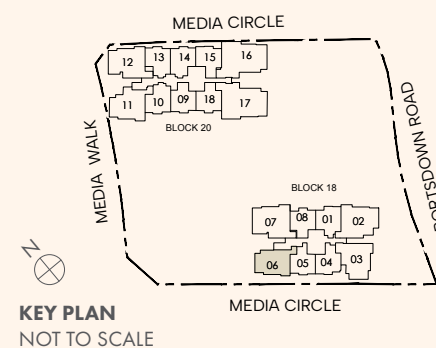 MEDIA CIRCLE
12 13 14 15 16
11 10 09 18 17
BLOCK 20
MEDIA WALK
PORTSDOWN ROAD
BLOCK 18
07 08 01 02
06 05 04 03
N
MEDIA CIRCLE
KEY PLAN
NOT TO SCALE